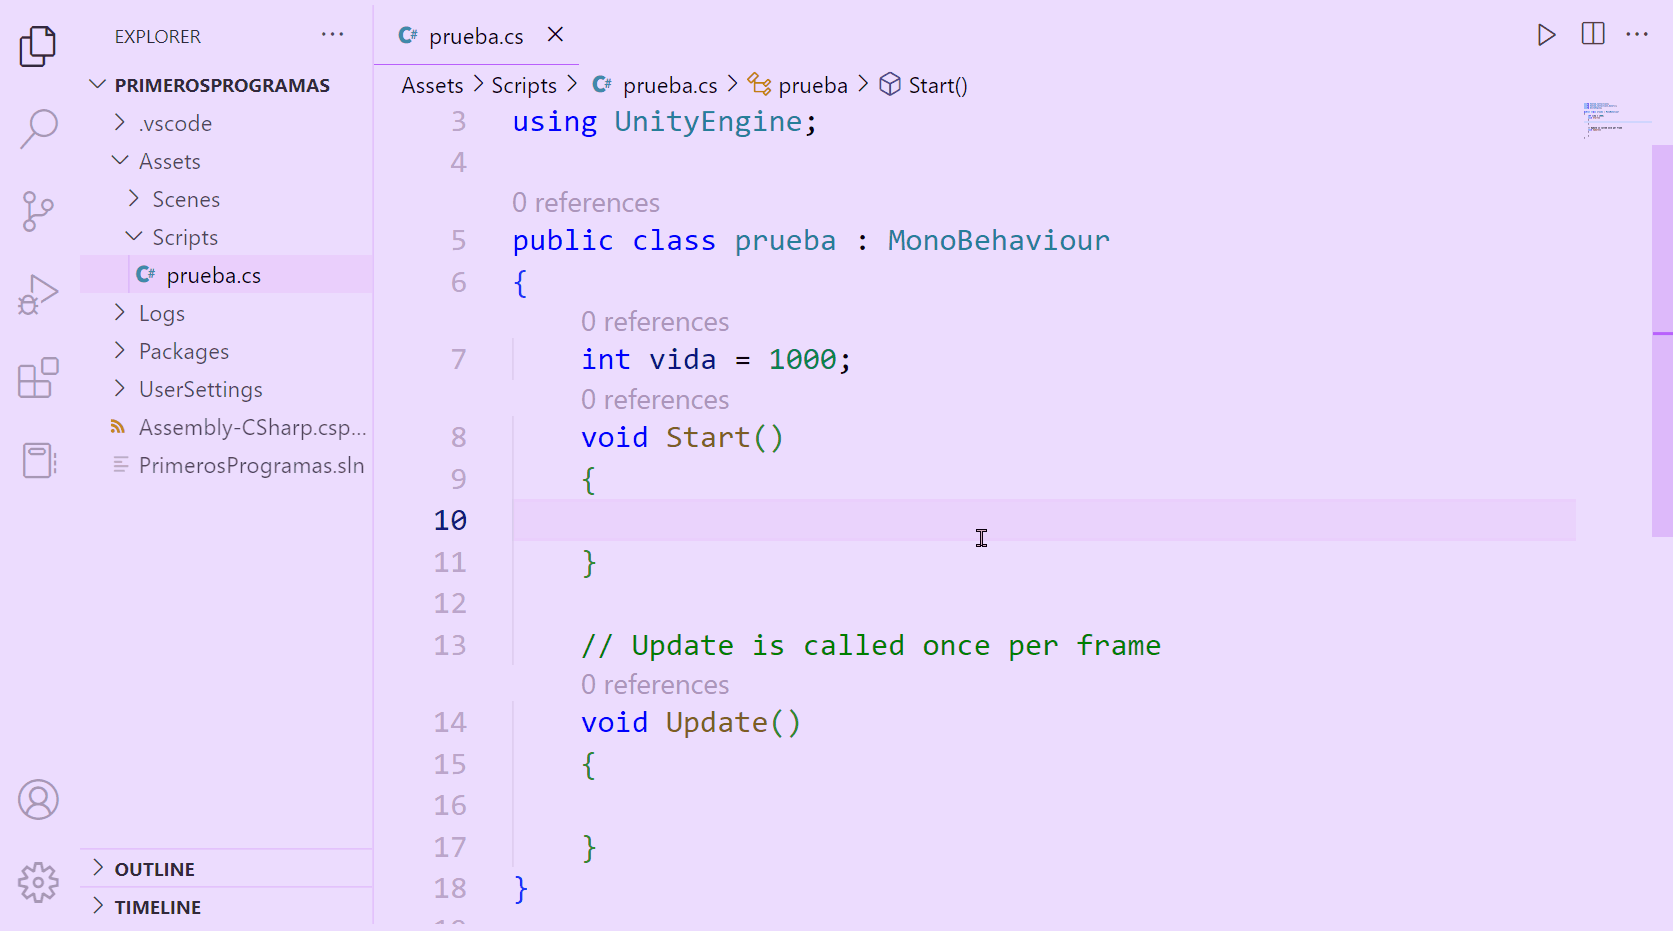 EXPLORER ···
PRIMEROSPROGRAMAS
.vscode
Assets
Scenes
Scripts
C# prueba.cs
Logs
Packages
UserSettings
Assembly-CSharp.csp...
PrimerosProgramas.sln
OUTLINE
TIMELINE
C# prueba.cs
Assets > Scripts > C# prueba.cs > prueba > Start()
3 using UnityEngine;
4
0 references
5 public class prueba : MonoBehaviour
6 {
0 references
7 int vida = 1000;
0 references
8 void Start()
9 {
10
11 }
12
13 // Update is called once per frame
0 references
14 void Update()
15 {
16
17 }
18 }